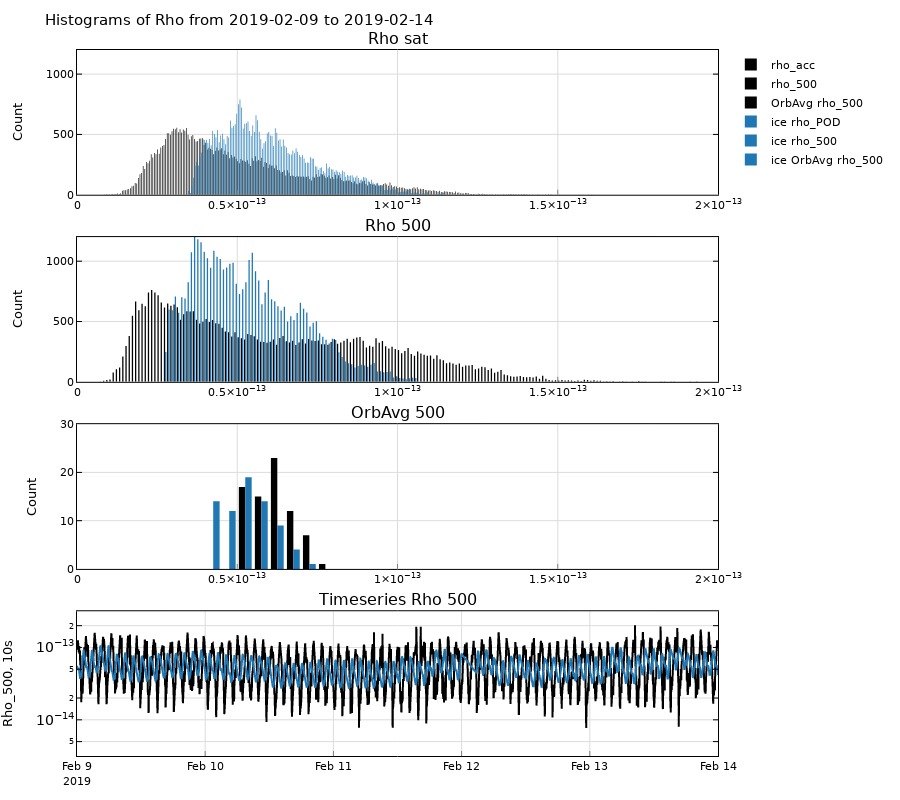 Histograms of Rho from 2019-02-09 to 2019-02-14
Rho sat
1000
500
0
Count
0 0.5×10−13 1×10−13 1.5×10−13 2×10−13
rho_acc
rho_500
OrbAvg rho_500
ice rho_POD
ice rho_500
ice OrbAvg rho_500
Rho 500
1000
500
0
Count
0 0.5×10−13 1×10−13 1.5×10−13 2×10−13
OrbAvg 500
30
20
10
0
Count
0 0.5×10−13 1×10−13 1.5×10−13 2×10−13
Timeseries Rho 500
2
10−13
5
2
10−14
5
Rho_500, 10s
Feb 9 Feb 10 Feb 11 Feb 12 Feb 13 Feb 14
2019